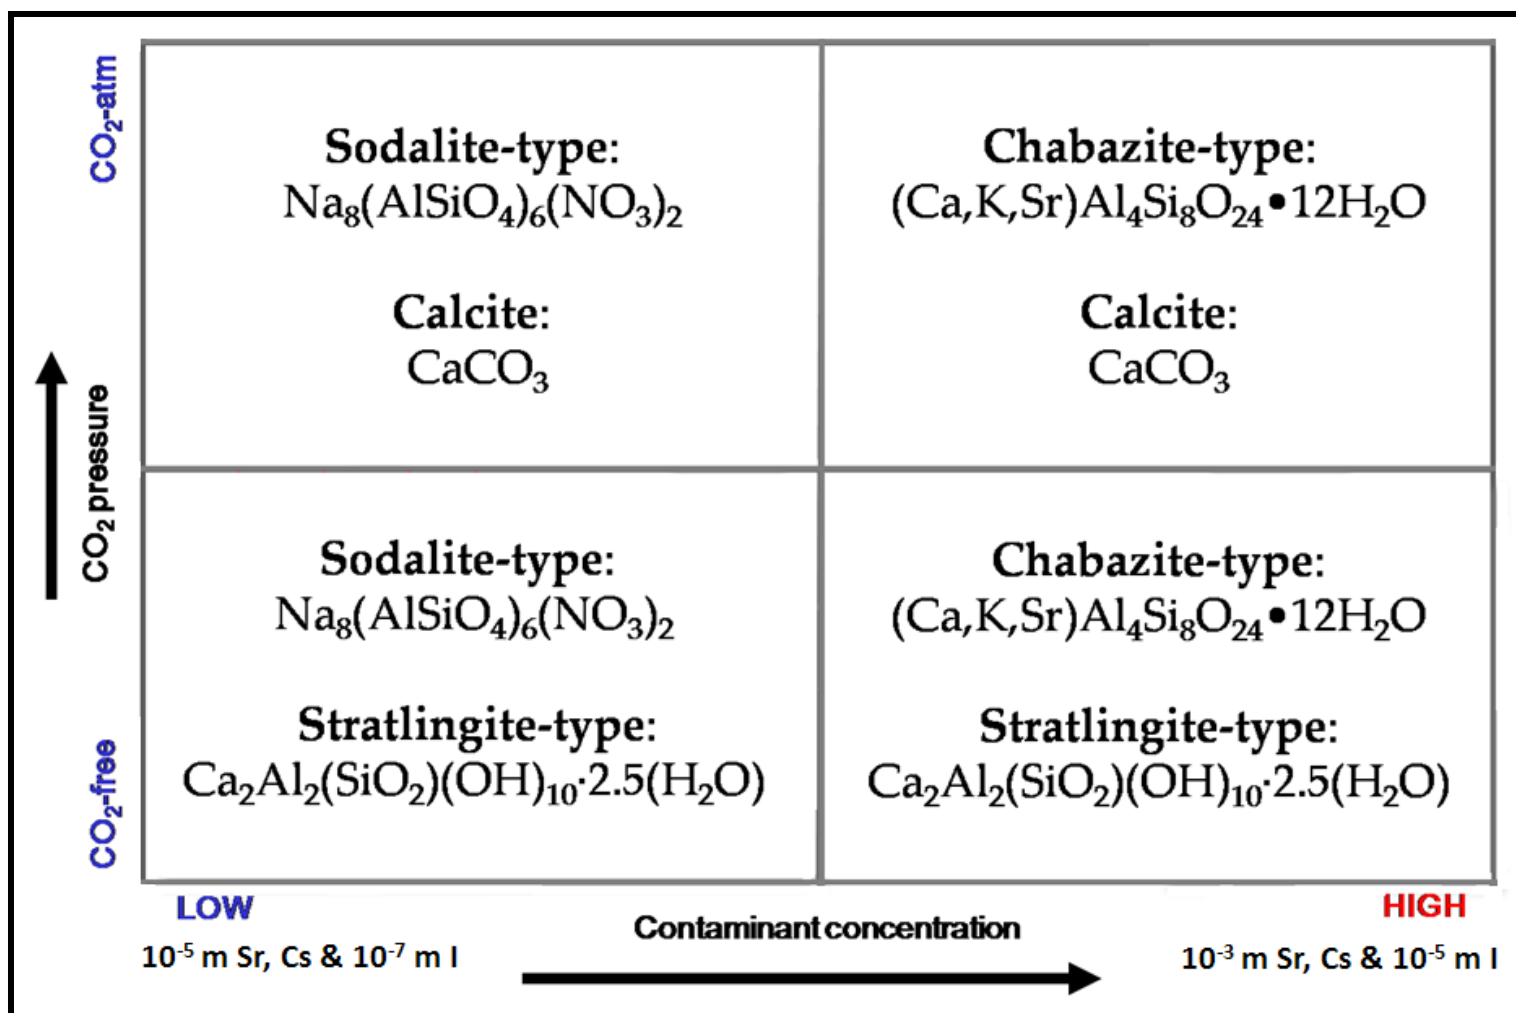 CO₂-atm
Sodalite-type:
Na₈(AlSiO₄)₆(NO₃)₂
Calcite:
CaCO₃
Chabazite-type:
(Ca,K,Sr)Al₄Si₈O₂₄•12H₂O
Calcite:
CaCO₃
CO₂ pressure
Sodalite-type:
Na₈(AlSiO₄)₆(NO₃)₂
Stratlingite-type:
Ca₂Al₂(SiO₂)(OH)₁₀·2.5(H₂O)
Chabazite-type:
(Ca,K,Sr)Al₄Si₈O₂₄•12H₂O
Stratlingite-type:
Ca₂Al₂(SiO₂)(OH)₁₀·2.5(H₂O)
CO₂-free
LOW
10⁻⁵ m Sr, Cs & 10⁻⁷ m I
Contaminant concentration
HIGH
10⁻³ m Sr, Cs & 10⁻⁵ m I